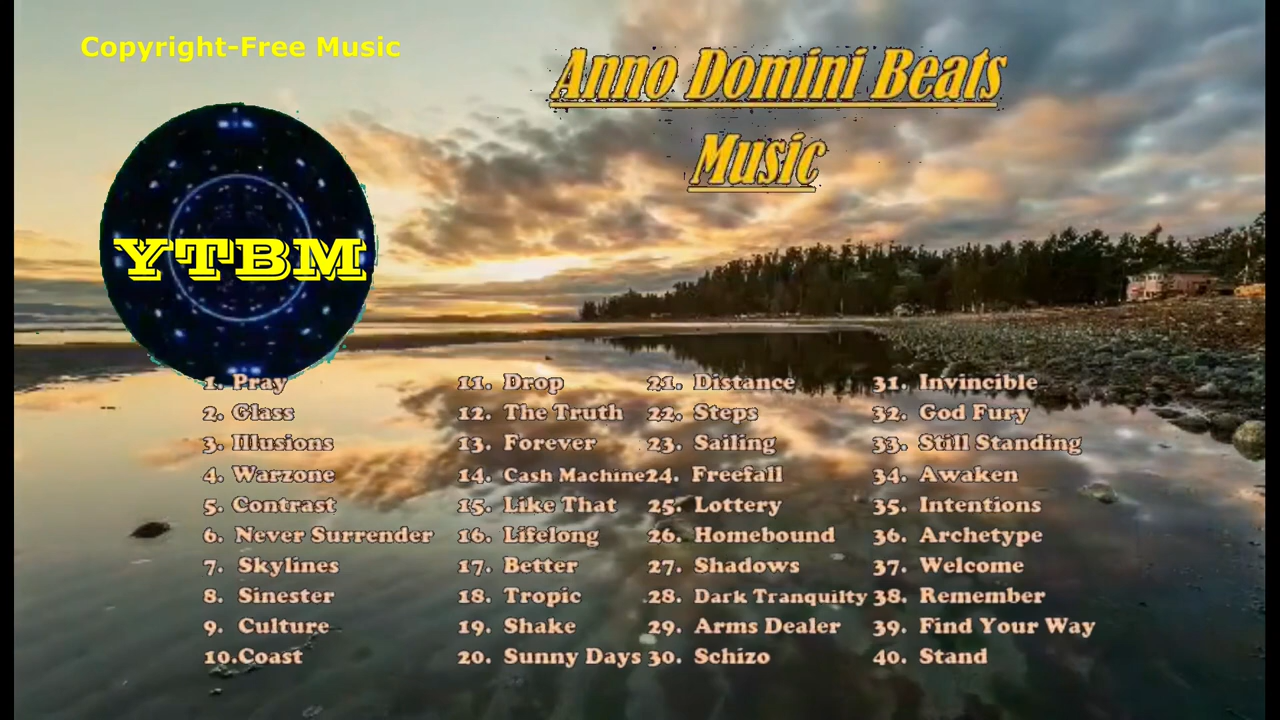 Copyright-Free Music
Anno Domini Beats
Music
YTBM
1. Pray
2. Glass
3. Illusions
4. Warzone
5. Contrast
6. Never Surrender
7. Skylines
8. Sinester
9. Culture
10.Coast
11. Drop
12. The Truth
13. Forever
14. Cash Machine
15. Like That
16. Lifelong
17. Better
18. Tropic
19. Shake
20. Sunny Days
21. Distance
22. Steps
23. Sailing
24. Freefall
25. Lottery
26. Homebound
27. Shadows
28. Dark Tranquilty
29. Arms Dealer
30. Schizo
31. Invincible
32. God Fury
33. Still Standing
34. Awaken
35. Intentions
36. Archetype
37. Welcome
38. Remember
39. Find Your Way
40. Stand